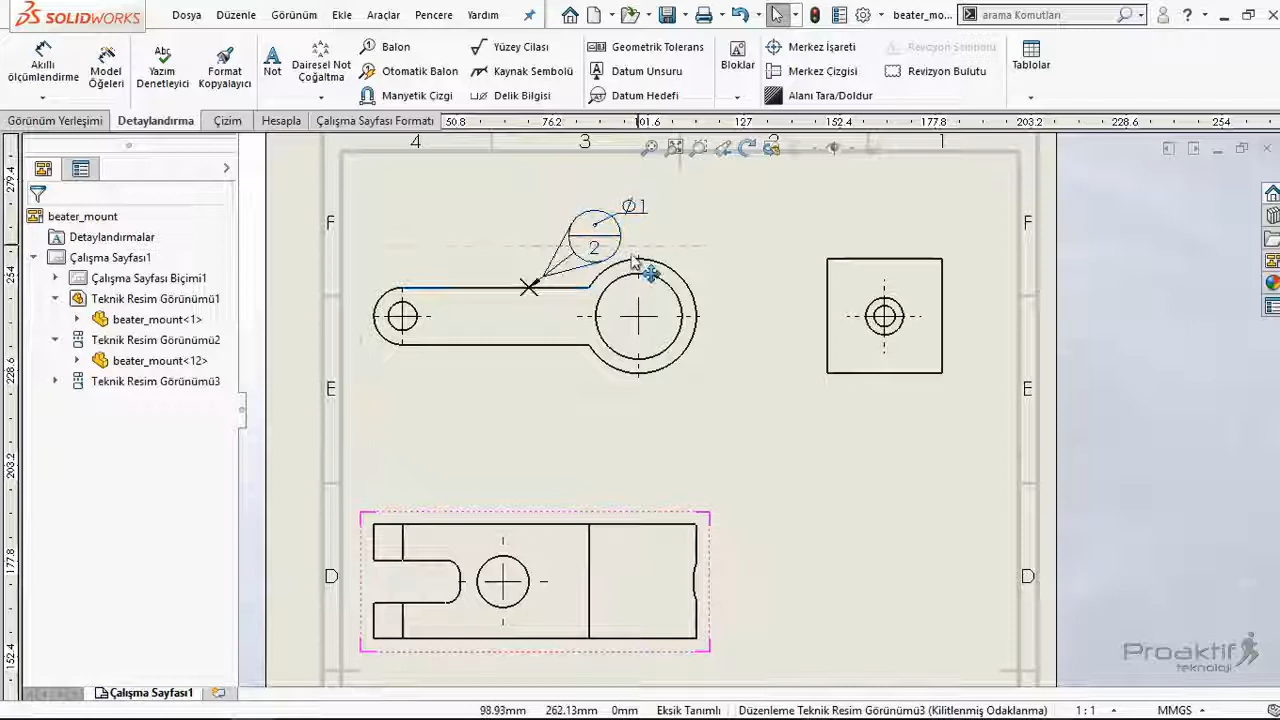 SOLIDWORKS
Dosya Düzenle Görünüm Ekle Araçlar Pencere Yardım
beater_mo...
arama Komutları
Akıllı ölçümlendirme
Model Öğeleri
Abc
Yazım Denetleyici
Format Kopyalayıcı
Not
Dairesel Not Çoğaltma
Balon
Otomatik Balon
Manyetik Çizgi
Yüzey Cilası
Kaynak Sembolü
Delik Bilgisi
Geometrik Tolerans
Datum Unsuru
Datum Hedefi
Bloklar
Merkez İşareti
Merkez Çizgisi
Alanı Tara/Doldur
Revizyon Sembolü
Revizyon Bulutu
Tablolar
Görünüm Yerleşimi Detaylandırma Çizim Hesapla Çalışma Sayfası Formatı
50.8 76.2 101.6 127 152.4 177.8 203.2 228.6 254
279.4
254
228.6
203.2
177.8
152.4
beater_mount
Detaylandırmalar
Çalışma Sayfası1
Çalışma Sayfası Biçimi1
Teknik Resim Görünümü1
beater_mount<1>
Teknik Resim Görünümü2
beater_mount<12>
Teknik Resim Görünümü3
4 3 2 1
F F
E E
D D
Ø1
2
Proaktif
teknoloji
Çalışma Sayfası1
98.93mm 262.13mm 0mm Eksik Tanımlı Düzenleme Teknik Resim Görünümü3 (Kilitlenmiş Odaklanma) 1:1 MMGS